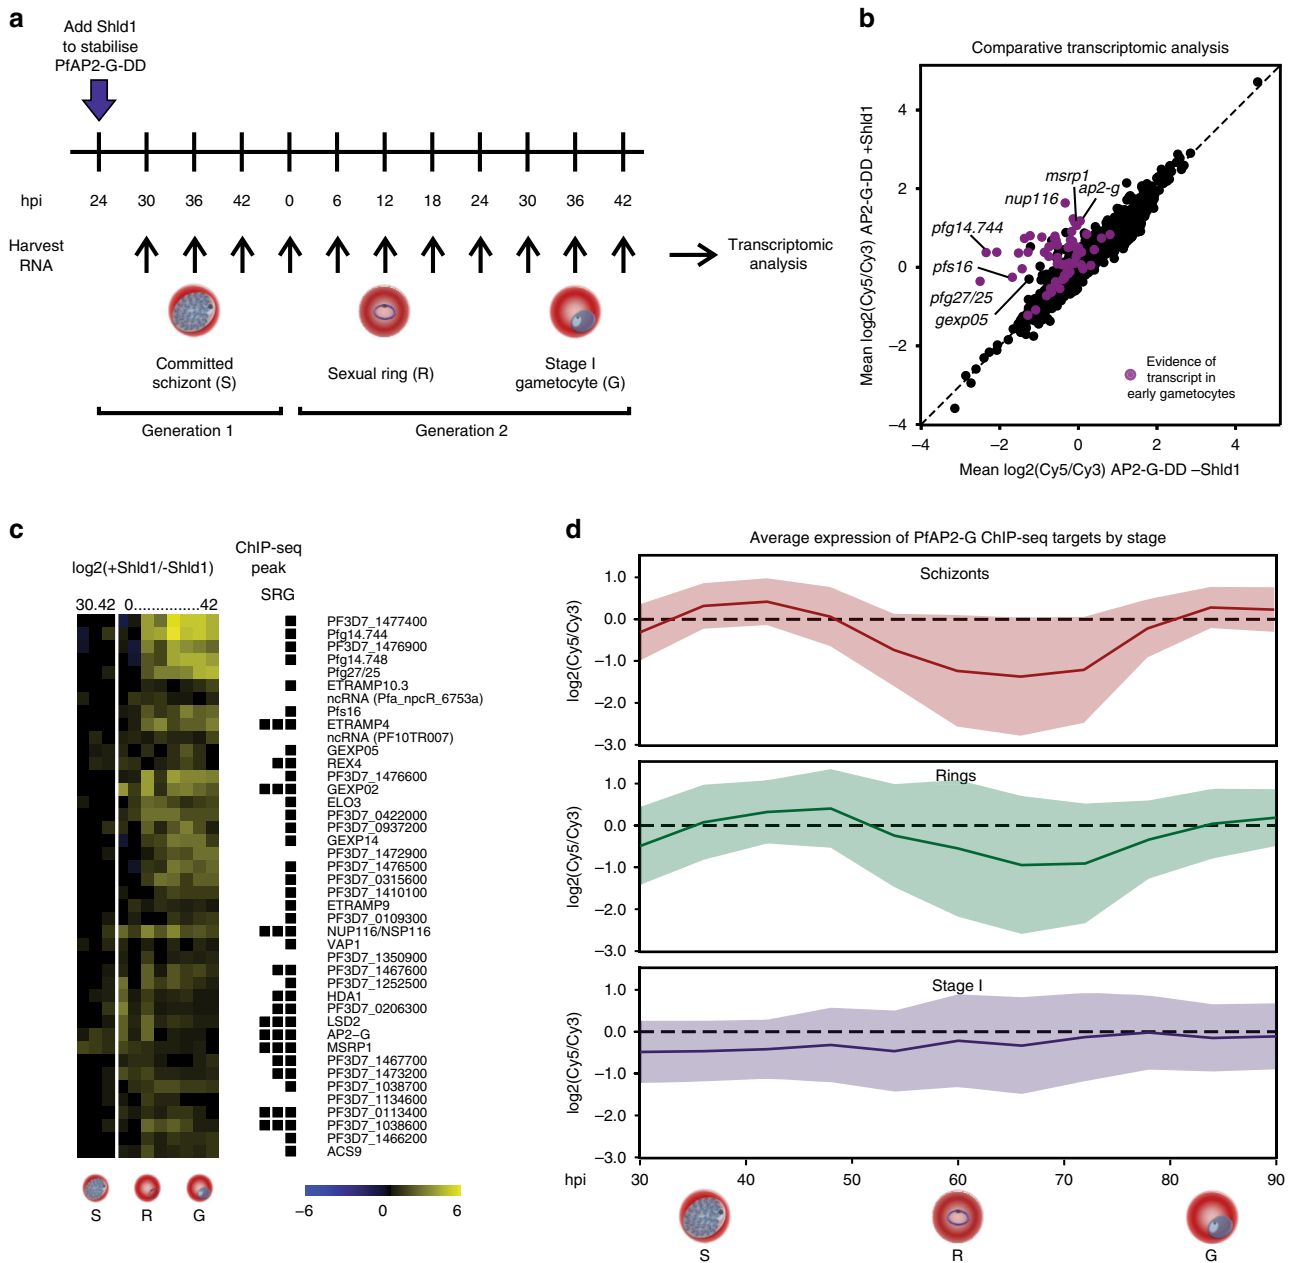 a
Add Shld1
to stabilise
PfAP2-G-DD
hpi 24 30 36 42 0 6 12 18 24 30 36 42
Harvest
RNA
Transcriptomic
analysis
Committed
schizont (S)
Sexual ring (R)
Stage I
gametocyte (G)
Generation 1
Generation 2
b
Comparative transcriptomic analysis
Mean log2(Cy5/Cy3) AP2-G-DD +Shld1
4
2
0
−2
−4
msrp1
ap2-g
nup116
pfg14.744
pfs16
pfg27/25
gexp05
Evidence of
transcript in
early gametocytes
−4 −2 0 2 4
Mean log2(Cy5/Cy3) AP2-G-DD −Shld1
c
log2(+Shld1/-Shld1)
ChIP-seq
peak
30.42 0...............42
SRG
PF3D7_1477400
Pfg14.744
PF3D7_1476900
Pfg14.748
Pfg27/25
ETRAMP10.3
ncRNA (Pfa_npcR_6753a)
Pfs16
ETRAMP4
ncRNA (PF10TR007)
GEXP05
REX4
PF3D7_1476600
GEXP02
ELO3
PF3D7_0422000
PF3D7_0937200
GEXP14
PF3D7_1472900
PF3D7_1476500
PF3D7_0315600
PF3D7_1410100
ETRAMP9
PF3D7_0109300
NUP116/NSP116
VAP1
PF3D7_1350900
PF3D7_1467600
PF3D7_1252500
HDA1
PF3D7_0206300
LSD2
AP2−G
MSRP1
PF3D7_1467700
PF3D7_1473200
PF3D7_1038700
PF3D7_1134600
PF3D7_0113400
PF3D7_1038600
PF3D7_1466200
ACS9
S R G
−6 0 6
d
Average expression of PfAP2-G ChIP-seq targets by stage
Schizonts
log2(Cy5/Cy3)
1.0
0.0
−1.0
−2.0
−3.0
Rings
log2(Cy5/Cy3)
1.0
0.0
−1.0
−2.0
−3.0
Stage I
log2(Cy5/Cy3)
1.0
0.0
−1.0
−2.0
−3.0
hpi 30 40 50 60 70 80 90
S R G